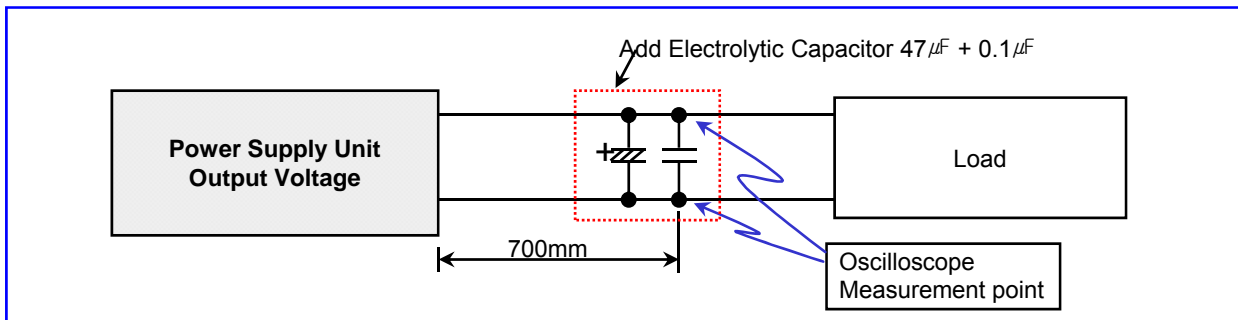 Add Electrolytic Capacitor 47㎌ + 0.1㎌
Power Supply Unit
Output Voltage
+
Load
700mm
Oscilloscope
Measurement point